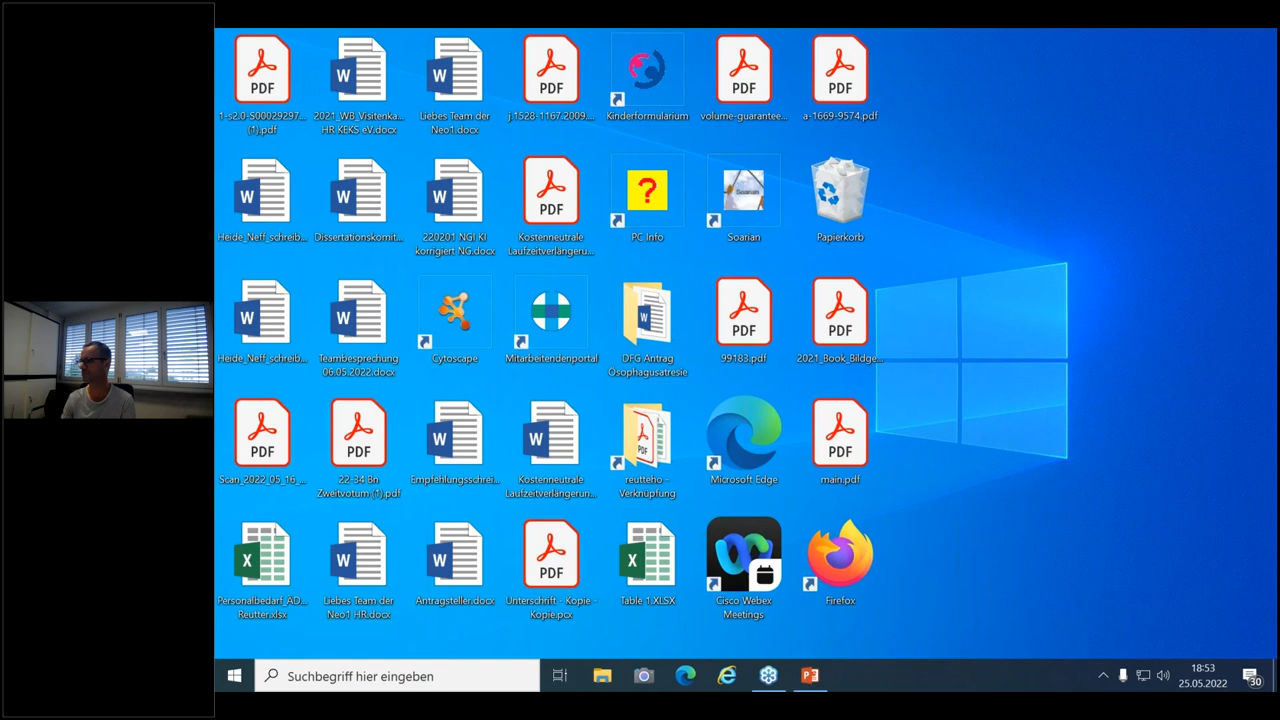 1-s2.0-S00029297...
(1).pdf
2021_WB_Visitenka...
HR KEKS eV.docx
Liebes Team der
Neo1.docx
j.1528-1167.2009....
Kinderformularium
volume-guarantee...
a-1669-9574.pdf
Heide_Neff_schreib...
Dissertationskomit...
220201 NGI KI
korrigiert NG.docx
Kostenneutrale
Laufzeitverlängeru...
PC Info
Soarian
Papierkorb
Heide_Neff_schreib...
Teambesprechung
06.05.2022.docx
Cytoscape
Mitarbeitendenportal
DFG Antrag
Ösophagusatresie
99183.pdf
2021_Book_Bildge...
Scan_2022_05_16_...
22-34 Bn
Zweitvotum (1).pdf
Empfehlungsschrei...
Kostenneutrale
Laufzeitverlängerun...
reutteho -
Verknüpfung
Microsoft Edge
main.pdf
Personalbedarf_ÄD...
Reutter.xlsx
Liebes Team der
Neo1 HR.docx
Antragsteller.docx
Unterschrift - Kopie -
Kopie.pcx
Table 1.XLSX
Cisco Webex
Meetings
Firefox
Suchbegriff hier eingeben
18:53
25.05.2022
30